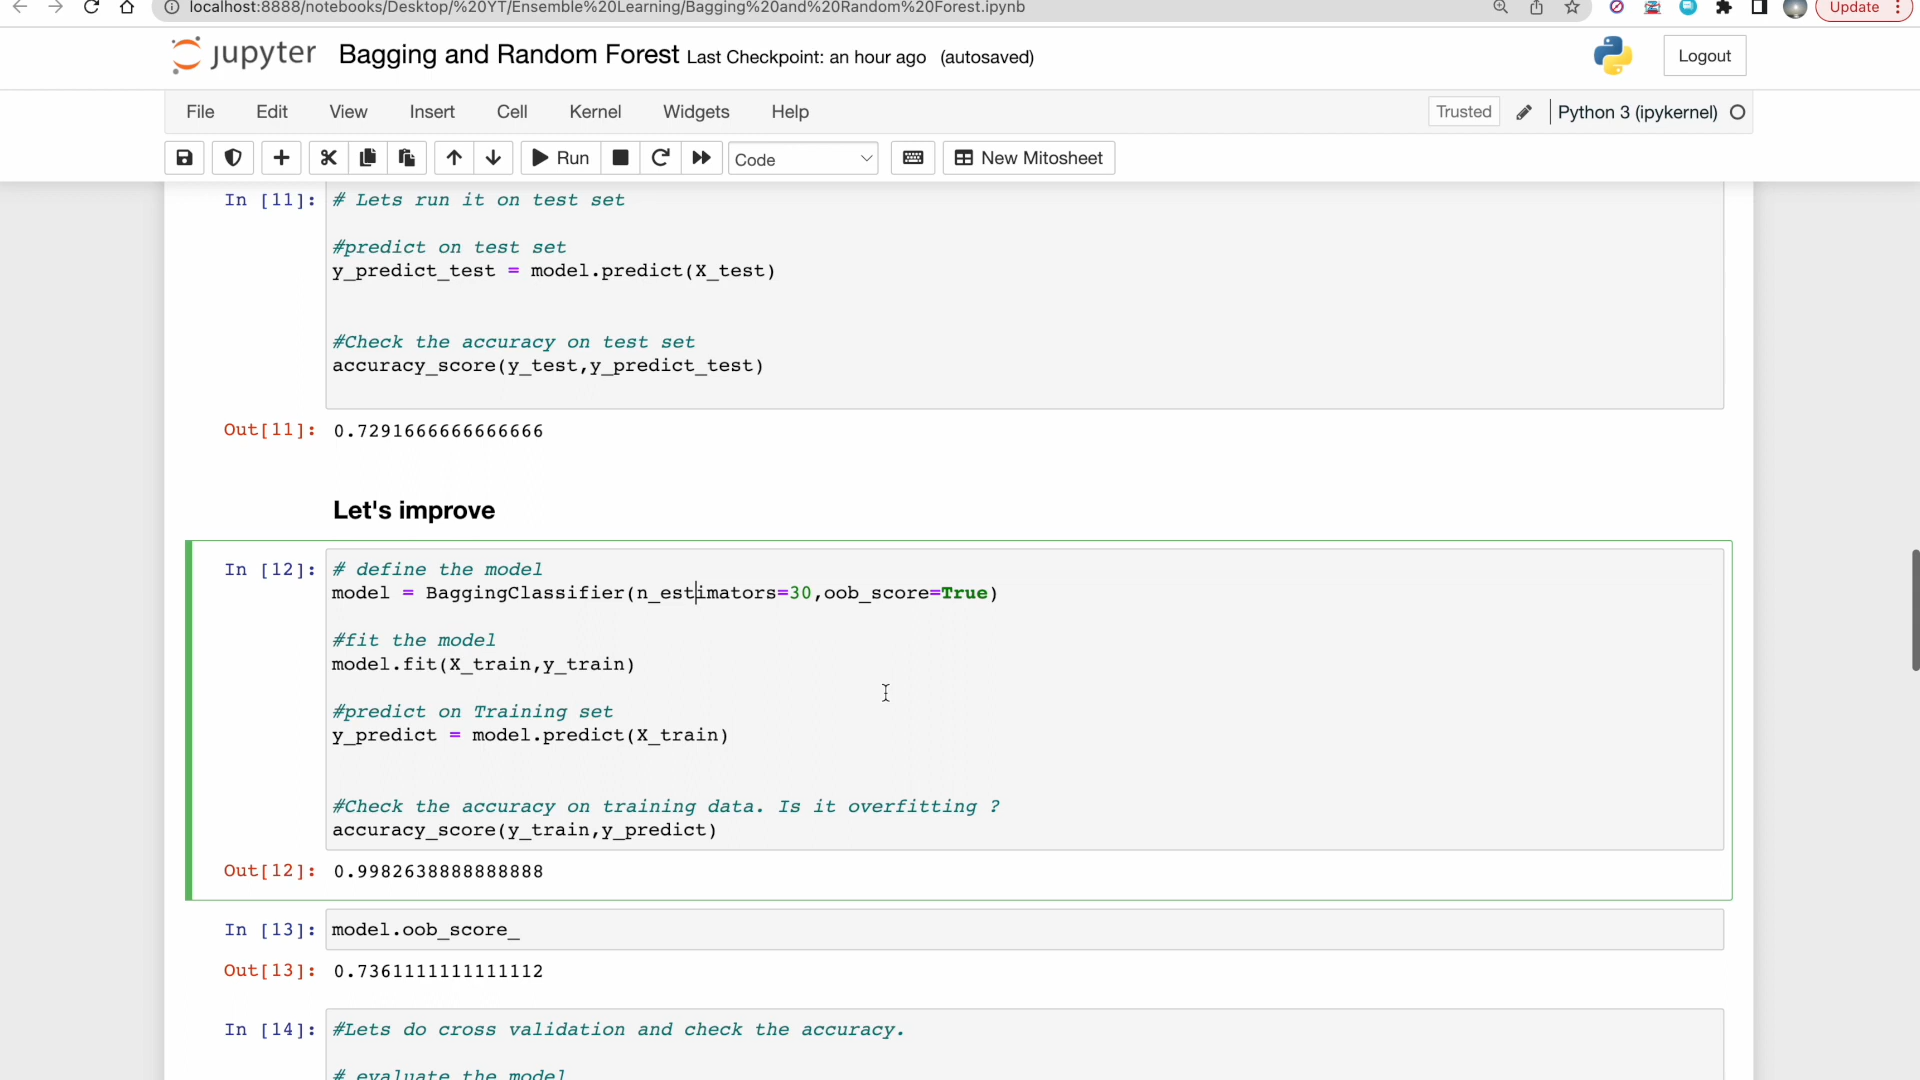 localhost:8888/notebooks/Desktop/%20YT/Ensemble%20Learning/Bagging%20and%20Random%20Forest.ipynb
Update
jupyter Bagging and Random Forest Last Checkpoint: an hour ago (autosaved)
Logout
File Edit View Insert Cell Kernel Widgets Help
Trusted Python 3 (ipykernel)
Run Code New Mitosheet
In [11]: # Lets run it on test set
#predict on test set
y_predict_test = model.predict(X_test)
#Check the accuracy on test set
accuracy_score(y_test,y_predict_test)
Out[11]: 0.7291666666666666
Let's improve
In [12]: # define the model
model = BaggingClassifier(n_estimators=30,oob_score=True)
#fit the model
model.fit(X_train,y_train)
#predict on Training set
y_predict = model.predict(X_train)
#Check the accuracy on training data. Is it overfitting ?
accuracy_score(y_train,y_predict)
Out[12]: 0.9982638888888888
In [13]: model.oob_score_
Out[13]: 0.7361111111111112
In [14]: #Lets do cross validation and check the accuracy.
# evaluate the model